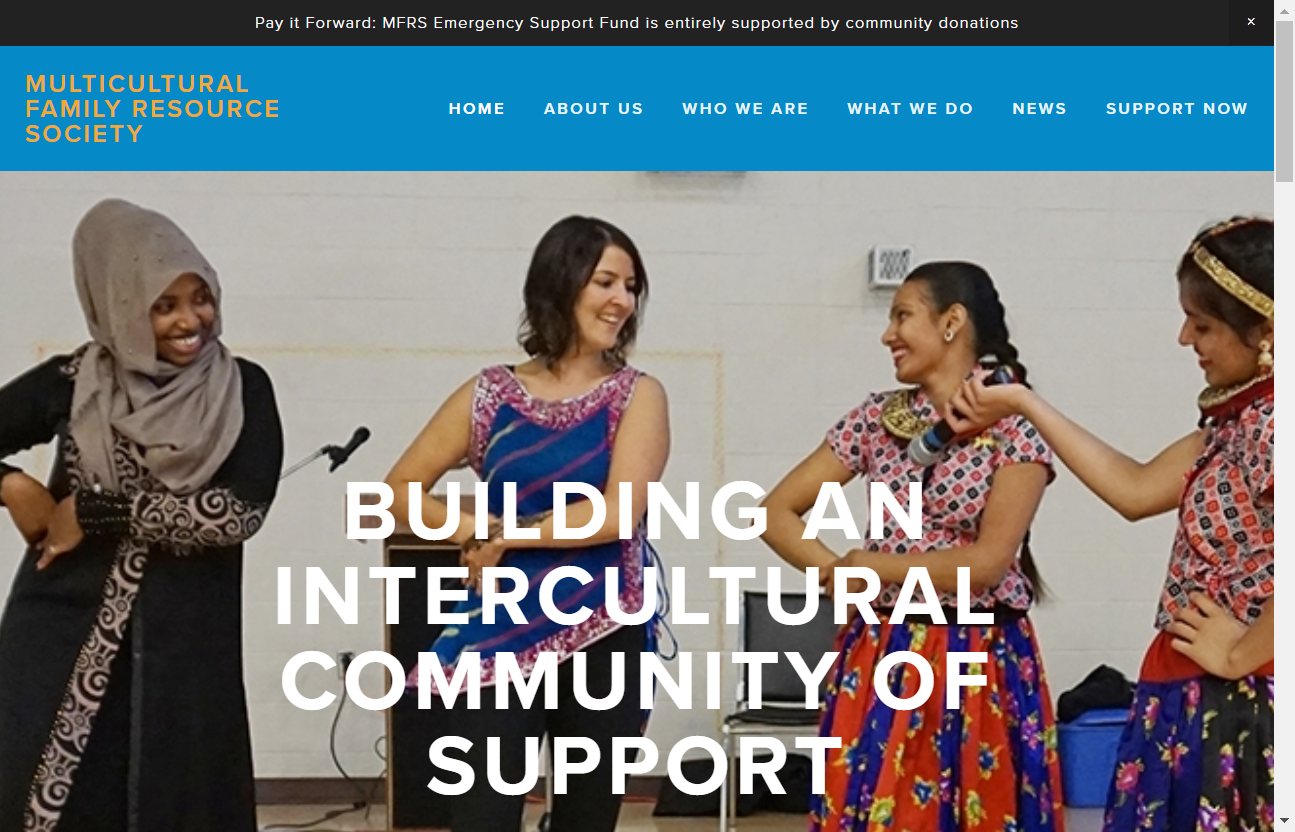 Pay it Forward: MFRS Emergency Support Fund is entirely supported by community donations
×
MULTICULTURAL
FAMILY RESOURCE
SOCIETY
HOME ABOUT US WHO WE ARE WHAT WE DO NEWS SUPPORT NOW
BUILDING AN
INTERCULTURAL
COMMUNITY OF
SUPPORT